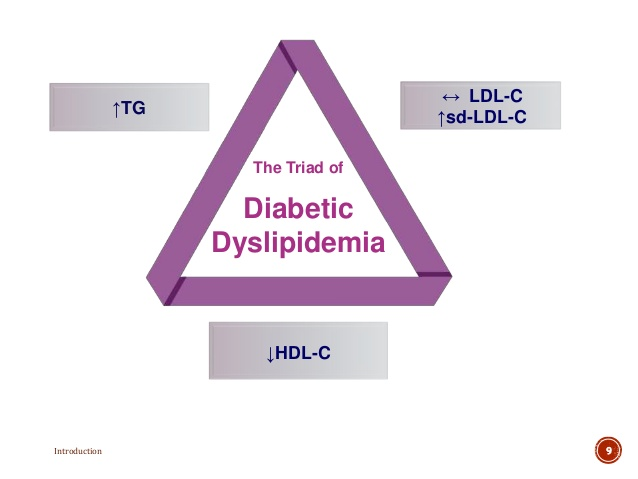 ↑TG
↔ LDL-C
↑sd-LDL-C
The Triad of
Diabetic
Dyslipidemia
↓HDL-C
Introduction
9